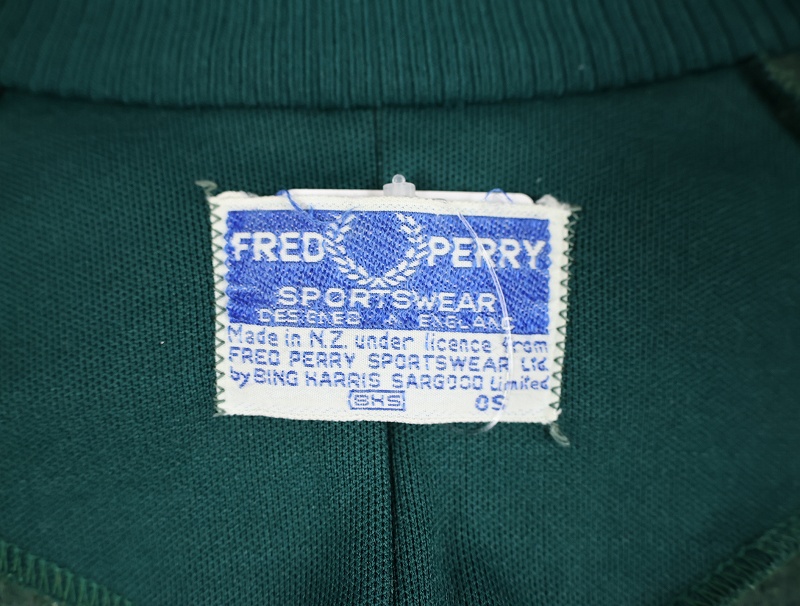 FRED PERRY
SPORTSWEAR
DESIGNED ENGLAND
Made in N.Z. under licence from
FRED PERRY SPORTSWEAR Ltd.
by BING HARRIS SARGOOD Limited
BHS OS